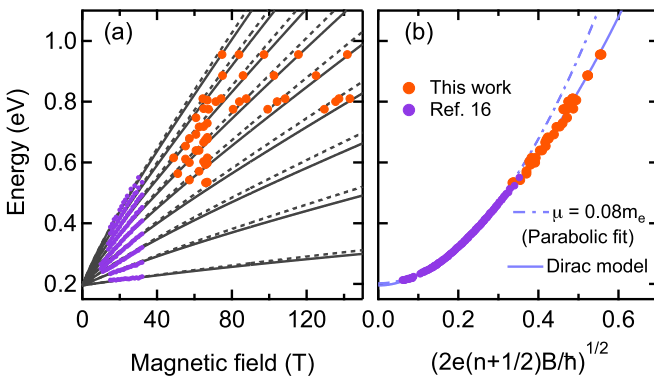 (a)
(b)
1.0
0.8
0.6
0.4
0.2
Energy (eV)
0
40
80
120
Magnetic field (T)
This work
Ref. 16
μ = 0.08mₑ
(Parabolic fit)
Dirac model
0.0
0.2
0.4
0.6
(2e(n+1/2)B/ħ)^1/2